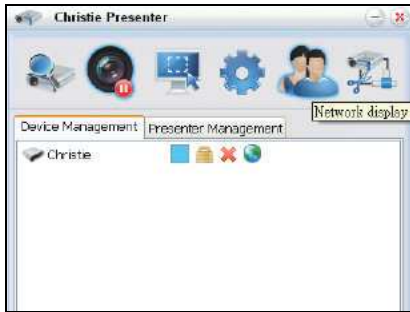 Christie Presenter
Network display
Device Management Presenter Management
Christie